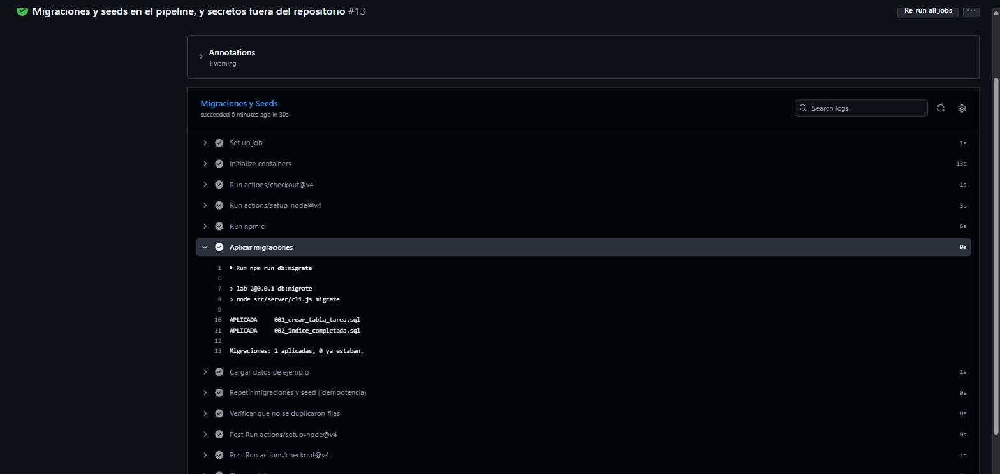 Migraciones y seeds en el pipeline, y secretos fuera del repositorio #13
Re-run all jobs
Annotations
1 warning
Migraciones y Seeds
succeeded 6 minutes ago in 30s
Search logs
Set up job 1s
Initialize containers 13s
Run actions/checkout@v4 1s
Run actions/setup-node@v4 3s
Run npm ci 6s
Aplicar migraciones 0s
1 Run npm run db:migrate
6
7 > lab-2@0.0.1 db:migrate
8 > node src/server/cli.js migrate
9
10 APLICADA 001_crear_tabla_tarea.sql
11 APLICADA 002_indice_completada.sql
12
13 Migraciones: 2 aplicadas, 0 ya estaban.
Cargar datos de ejemplo 1s
Repetir migraciones y seed (idempotencia) 0s
Verificar que no se duplicaron filas 0s
Post Run actions/setup-node@v4 0s
Post Run actions/checkout@v4 1s